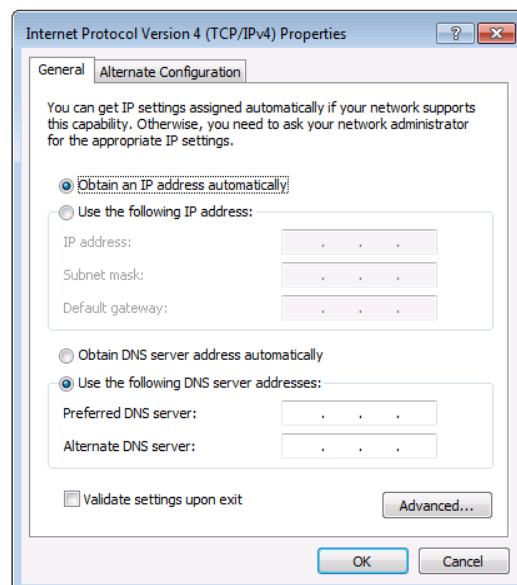 Internet Protocol Version 4 (TCP/IPv4) Properties
?
General
Alternate Configuration
You can get IP settings assigned automatically if your network supports
this capability. Otherwise, you need to ask your network administrator
for the appropriate IP settings.
Obtain an IP address automatically
Use the following IP address:
IP address:
Subnet mask:
Default gateway:
Obtain DNS server address automatically
Use the following DNS server addresses:
Preferred DNS server:
Alternate DNS server:
Validate settings upon exit
Advanced...
OK
Cancel